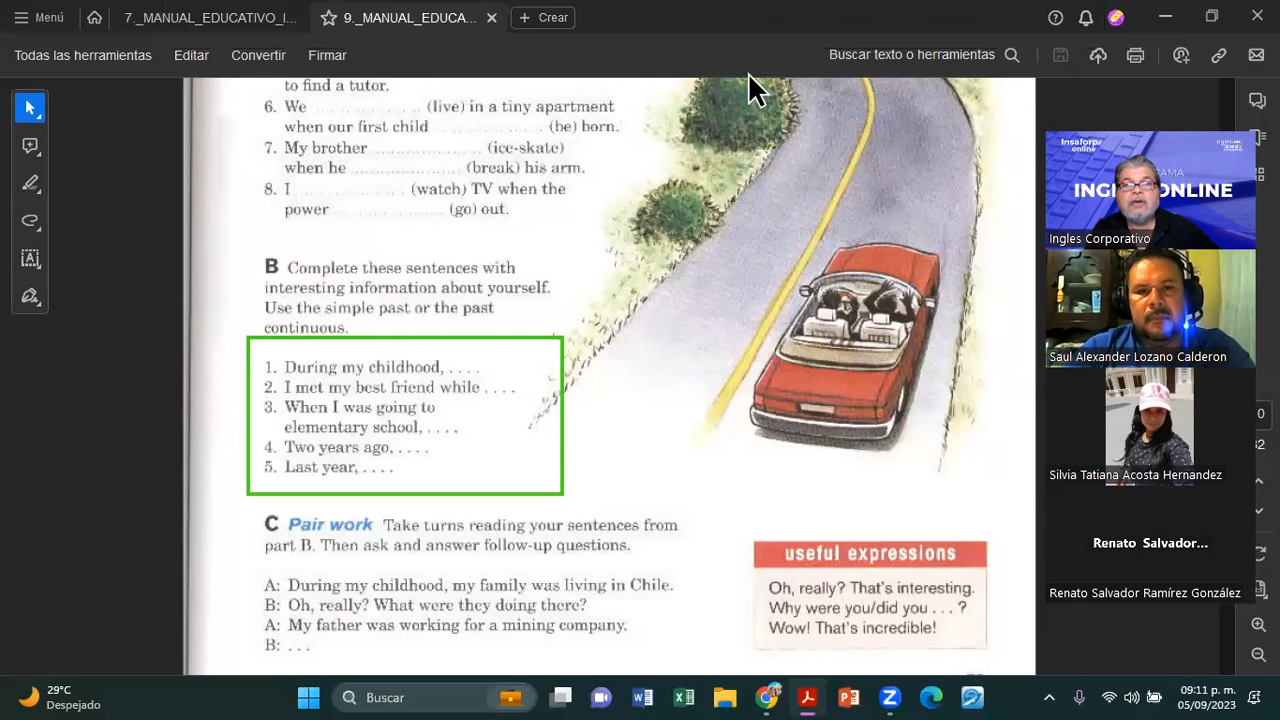 Menú
7._MANUAL_EDUCATIVO_I...
9._MANUAL_EDUCA...
Crear
Todas las herramientas
Editar
Convertir
Firmar
Buscar texto o herramientas
to find a tutor.
6. We .................. (live) in a tiny apartment
when our first child .................. (be) born.
7. My brother .................. (ice-skate)
when he .................. (break) his arm.
8. I .................. (watch) TV when the
power .................. (go) out.
B Complete these sentences with
interesting information about yourself.
Use the simple past or the past
continuous.
1. During my childhood, . . . .
2. I met my best friend while . . . .
3. When I was going to
elementary school, . . . .
4. Two years ago, . . . .
5. Last year, . . . .
C Pair work Take turns reading your sentences from
part B. Then ask and answer follow-up questions.
A: During my childhood, my family was living in Chile.
B: Oh, really? What were they doing there?
A: My father was working for a mining company.
B: . . .
useful expressions
Oh, really? That's interesting.
Why were you/did you . . . ?
Wow! That's incredible!
Insaforp
online
Ingles Corporativo
Saul Alexander Lozano Calderon
Silvia Tatiana Acosta Hernandez
Renato Salvador...
Renato Salvador Ramírez González
29°C
Despejado
Buscar
09:11 p. m.
05/09/2023